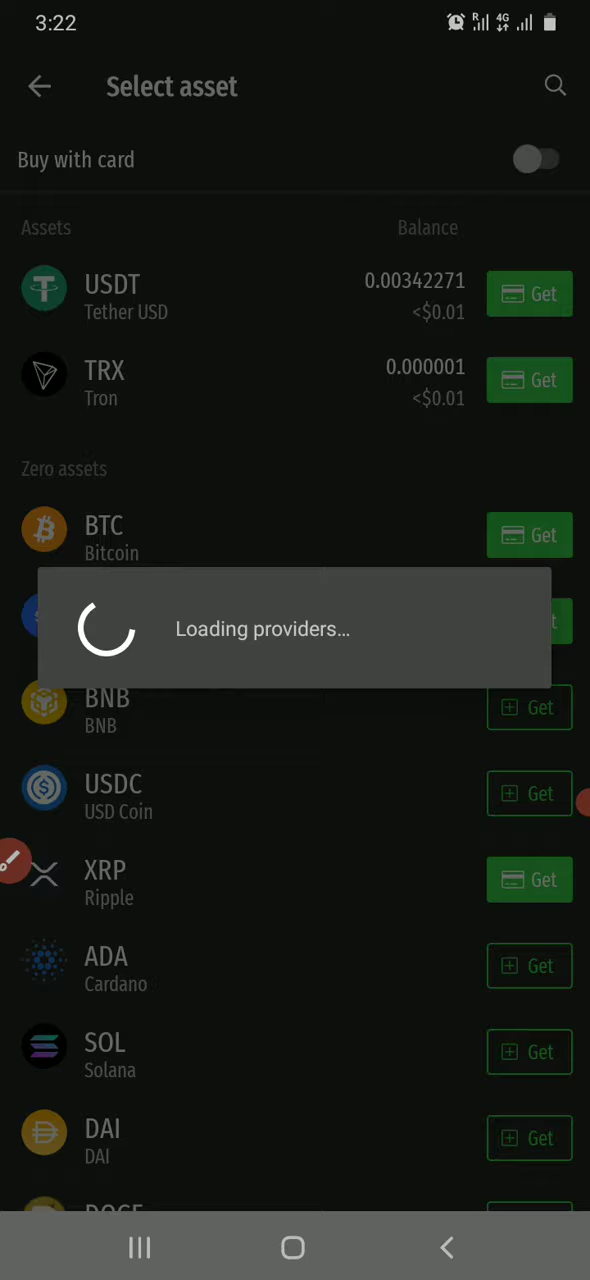 3:22
R 4G
Select asset
Buy with card
Assets Balance
USDT 0.00342271 Get
Tether USD <$0.01
TRX 0.000001 Get
Tron <$0.01
Zero assets
BTC Get
Bitcoin
Loading providers...
BNB Get
BNB
USDC Get
USD Coin
XRP Get
Ripple
ADA Get
Cardano
SOL Get
Solana
DAI Get
DAI
DOGE